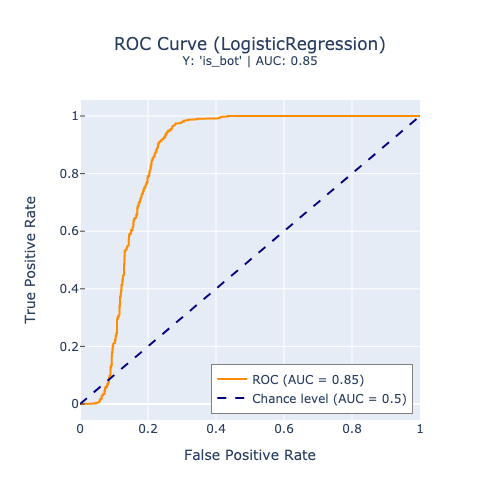 ROC Curve (LogisticRegression)
Y: 'is_bot' | AUC: 0.85
True Positive Rate
1
0.8
0.6
0.4
0.2
0
ROC (AUC = 0.85)
Chance level (AUC = 0.5)
0 0.2 0.4 0.6 0.8 1
False Positive Rate